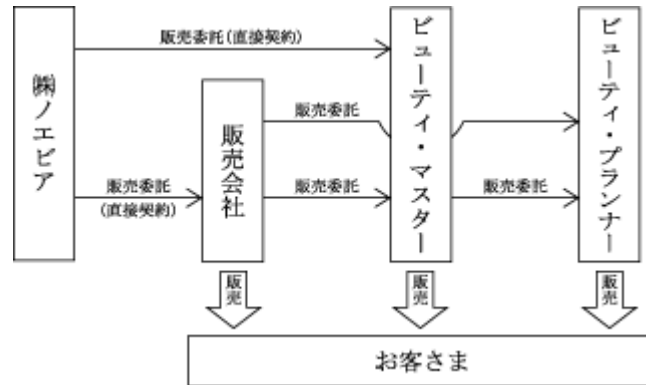 ㈱ノエビア
販売委託(直接契約)
販売委託
(直接契約)
販売会社
販売委託
販売委託
ビューティ・マスター
販売委託
ビューティ・プランナー
販売
販売
販売
お客さま